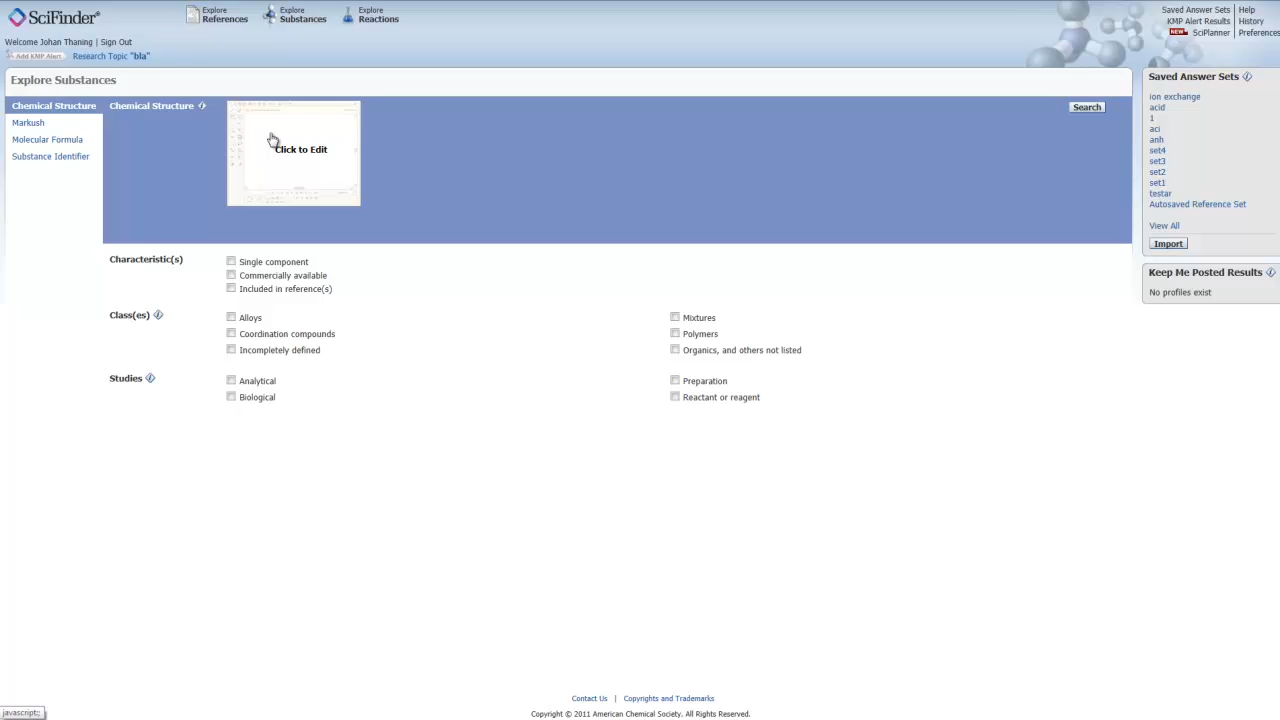 SciFinder®
Explore References
Explore Substances
Explore Reactions
Saved Answer Sets | Help
KMP Alert Results | History
NEW SciPlanner | Preferences
Welcome Johan Thaning | Sign Out
Add KMP Alert Research Topic "bla"
Explore Substances
Chemical Structure
Markush
Molecular Formula
Substance Identifier
Chemical Structure
Click to Edit
Search
Characteristic(s)
Single component
Commercially available
Included in reference(s)
Class(es)
Alloys
Coordination compounds
Incompletely defined
Mixtures
Polymers
Organics, and others not listed
Studies
Analytical
Biological
Preparation
Reactant or reagent
Saved Answer Sets
ion exchange
acid
1
aci
anh
set4
set3
set2
set1
testar
Autosaved Reference Set
View All
Import
Keep Me Posted Results
No profiles exist
Contact Us | Copyrights and Trademarks
Copyright © 2011 American Chemical Society. All Rights Reserved.
javascript:;